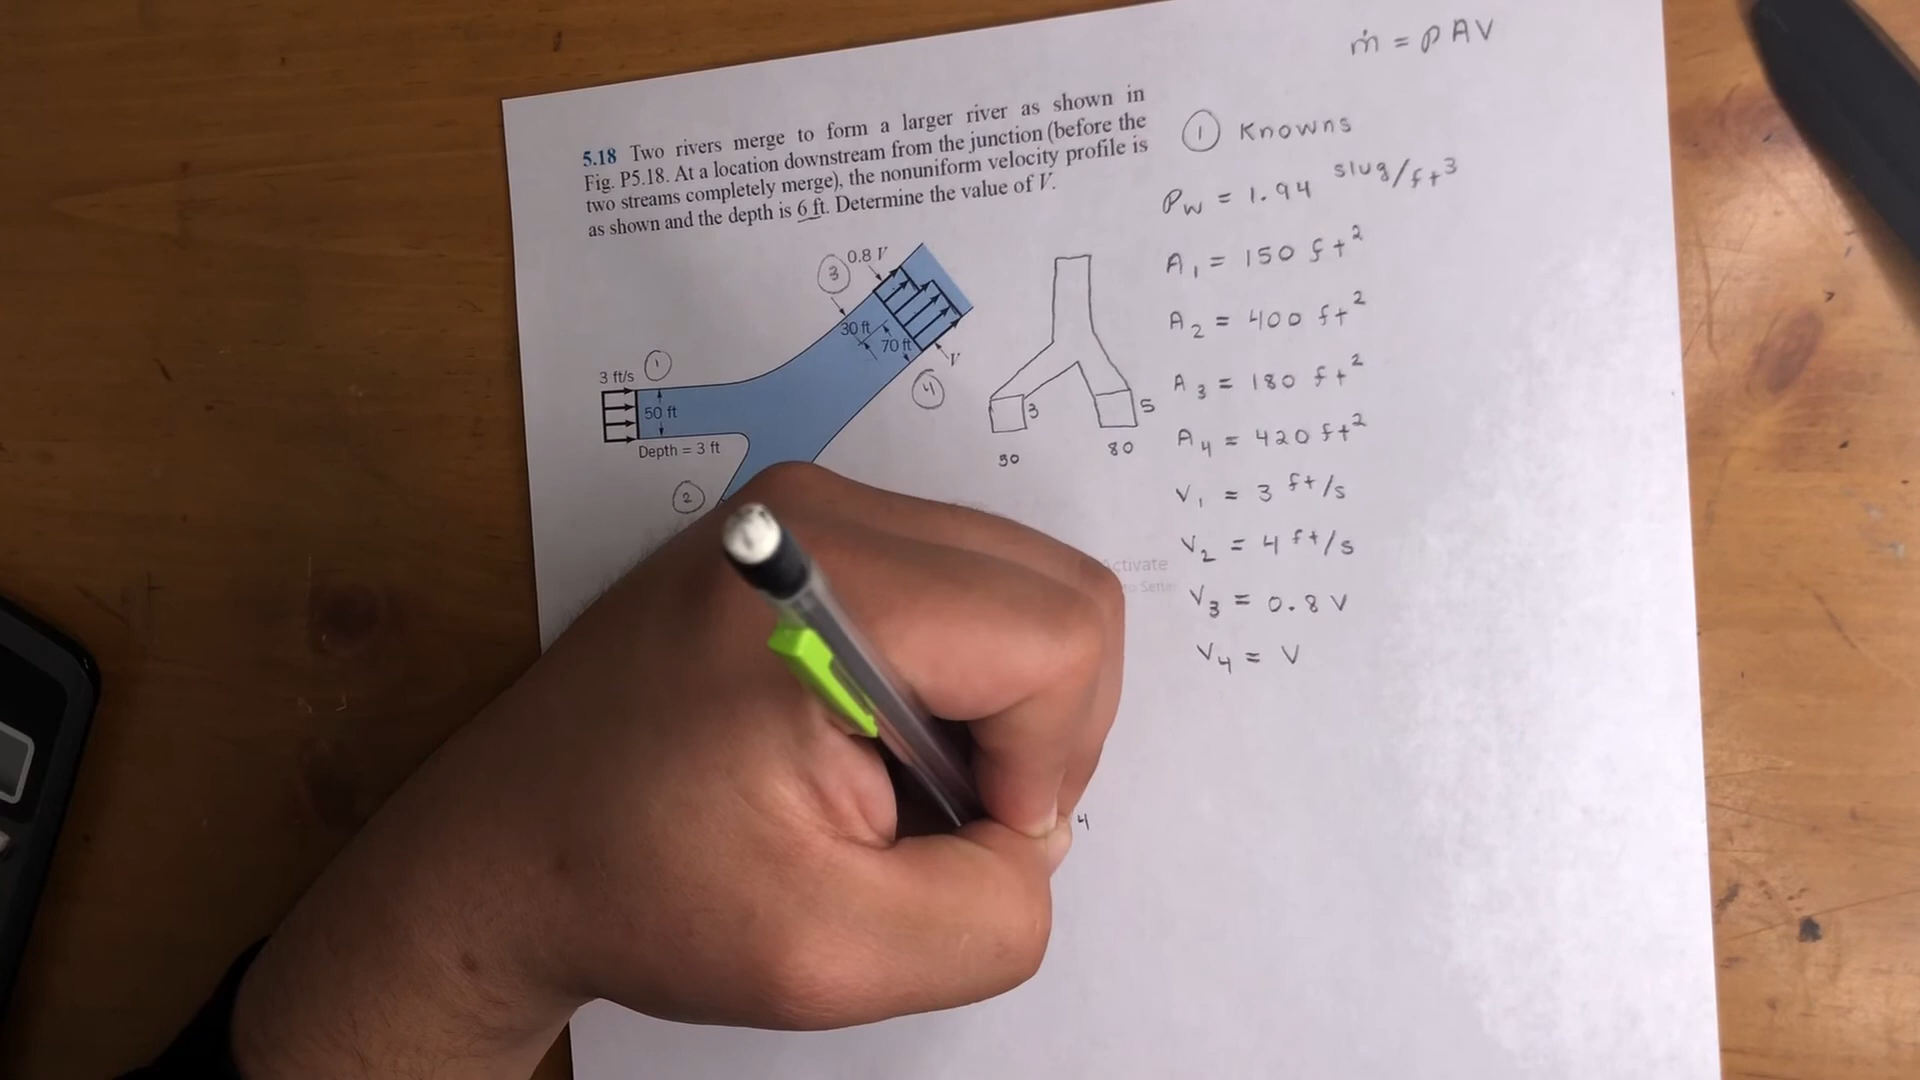 ṁ = ρAV
5.18 Two rivers merge to form a larger river as shown in
Fig. P5.18. At a location downstream from the junction (before the
two streams completely merge), the nonuniform velocity profile is
as shown and the depth is 6 ft. Determine the value of V.
3
0.8 V
30 ft
70 ft
V
4
1
3 ft/s
50 ft
Depth = 3 ft
2
3
5
50
80
1 Knowns
ρw = 1.94 slug/ft³
A₁ = 150 ft²
A₂ = 400 ft²
A₃ = 180 ft²
A₄ = 420 ft²
V₁ = 3 ft/s
V₂ = 4 ft/s
V₃ = 0.8 V
V₄ = V
Activate
to
4